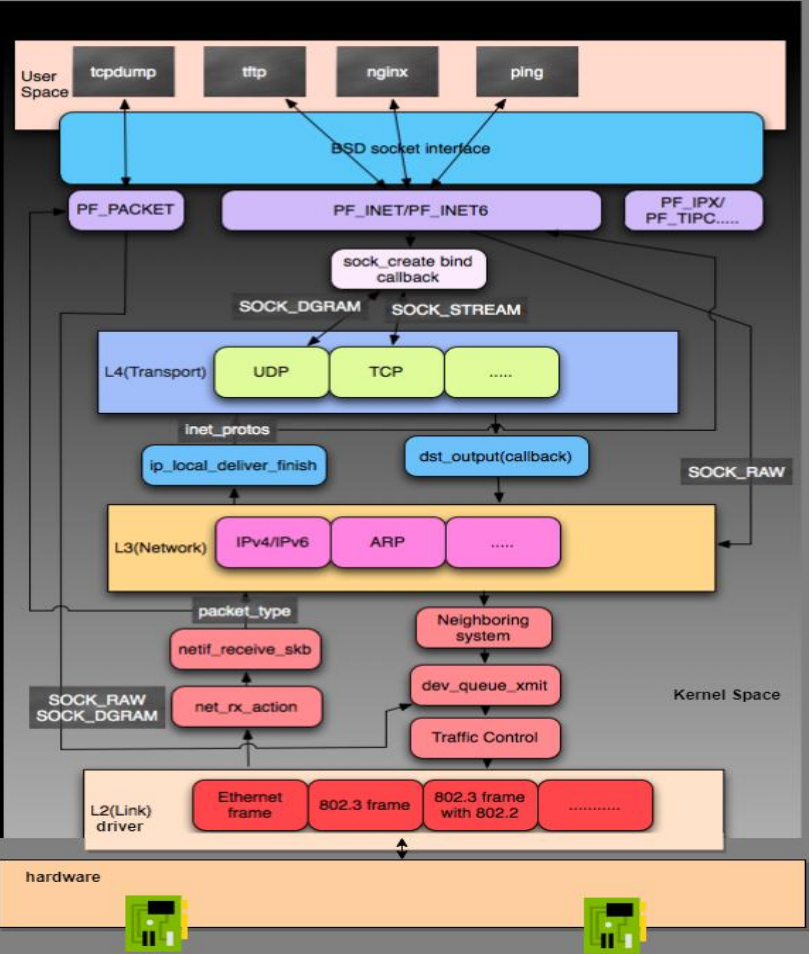 User
Space
tcpdump
tftp
nginx
ping
BSD socket interface
PF_PACKET
PF_INET/PF_INET6
PF_IPX/
PF_TIPC.....
sock_create bind
callback
SOCK_DGRAM
SOCK_STREAM
L4(Transport)
UDP
TCP
.....
inet_protos
ip_local_deliver_finish
dst_output(callback)
SOCK_RAW
L3(Network)
IPv4/IPv6
ARP
.....
packet_type
netif_receive_skb
net_rx_action
Neighboring
system
dev_queue_xmit
Traffic Control
SOCK_RAW
SOCK_DGRAM
Kernel Space
L2(Link)
driver
Ethernet
frame
802.3 frame
802.3 frame
with 802.2
...........
hardware